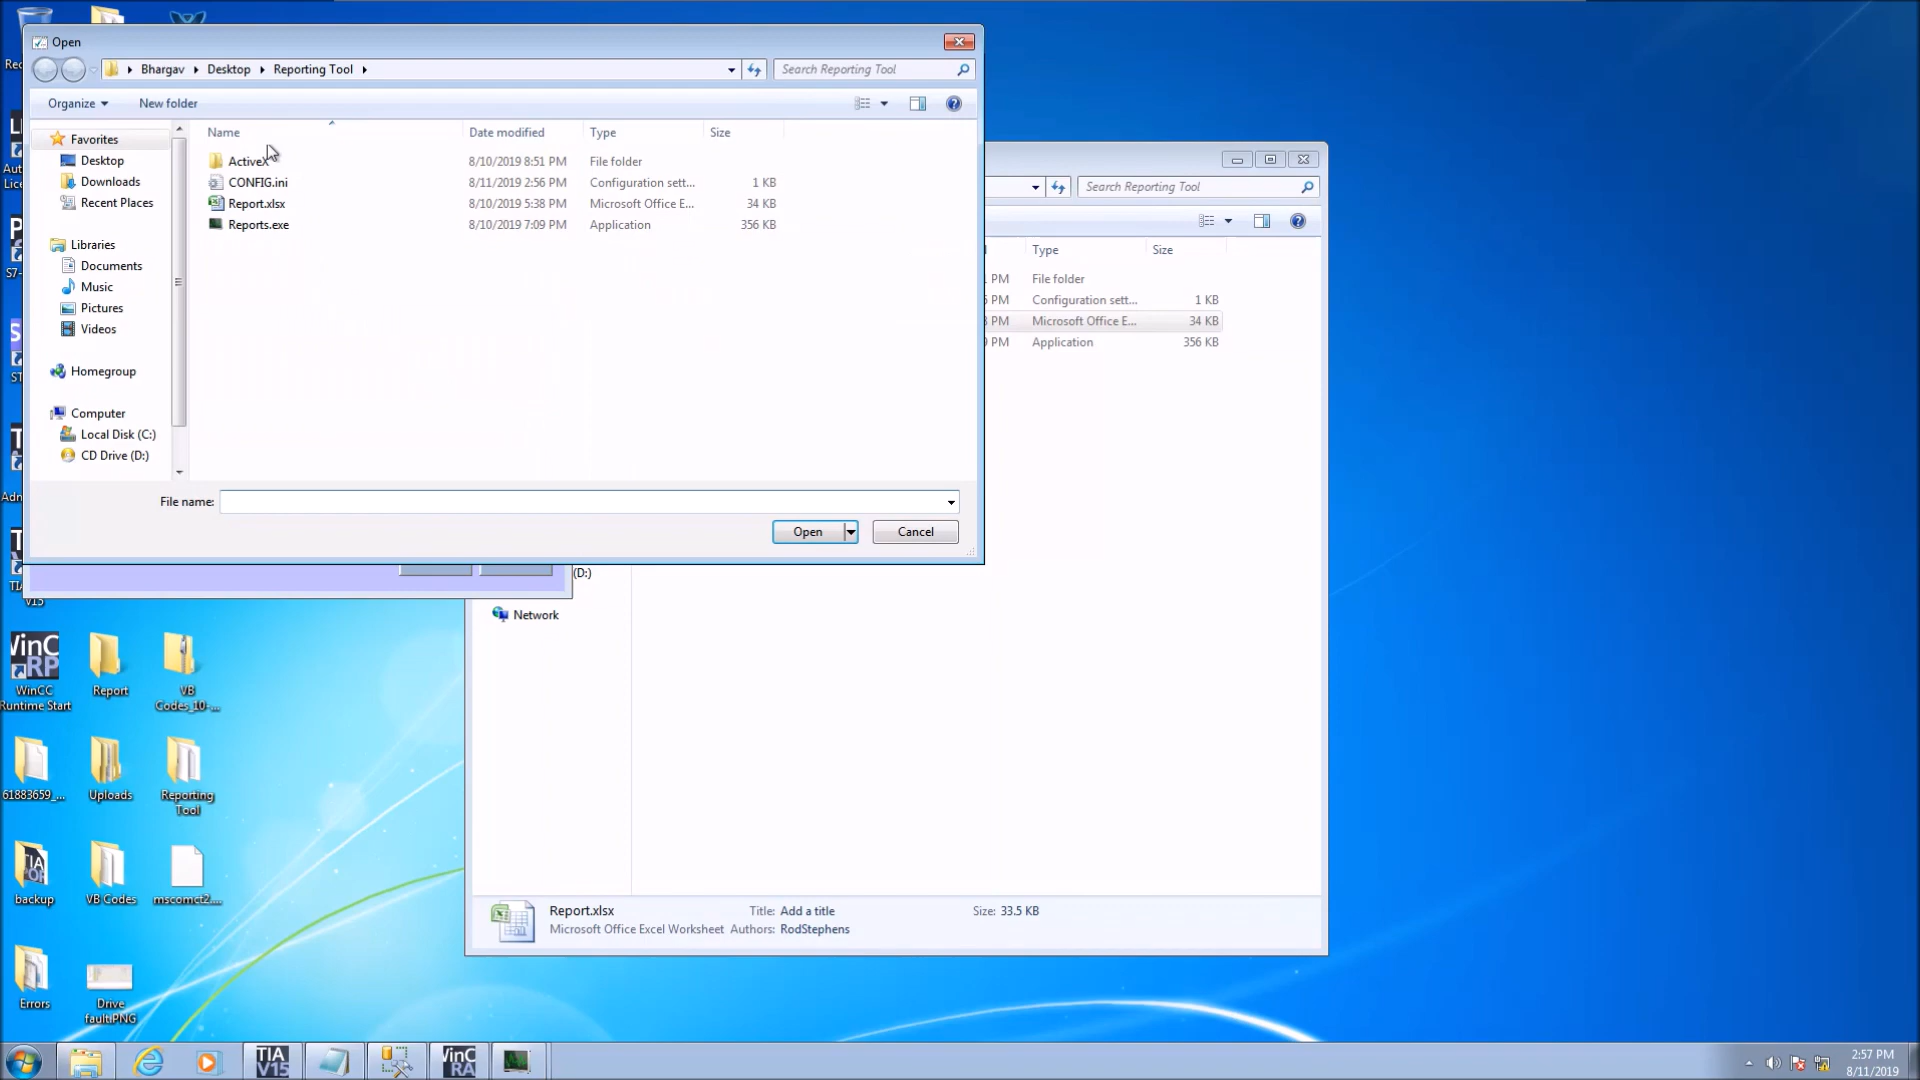 Open
Bhargav Desktop Reporting Tool
Search Reporting Tool
Organize New folder
Name Date modified Type Size
Favorites
Desktop
Downloads
Recent Places
Libraries
Documents
Music
Pictures
Videos
Homegroup
Computer
Local Disk (C:)
CD Drive (D:)
ActiveX 8/10/2019 8:51 PM File folder
CONFIG.ini 8/11/2019 2:56 PM Configuration sett... 1 KB
Report.xlsx 8/10/2019 5:38 PM Microsoft Office E... 34 KB
Reports.exe 8/10/2019 7:09 PM Application 356 KB
File name:
Open Cancel
Search Reporting Tool
Type Size
PM File folder
PM Configuration sett... 1 KB
PM Microsoft Office E... 34 KB
PM Application 356 KB
(D:)
Network
Report.xlsx Title: Add a title Size: 33.5 KB
Microsoft Office Excel Worksheet Authors: RodStephens
V15
WinCC
Runtime Start
Report
VB
Codes_10-...
61883659_...
Uploads
Reporting
Tool
backup
VB Codes
mscomct2....
Errors
Drive
fault.PNG
TIA
V15
2:57 PM
8/11/2019